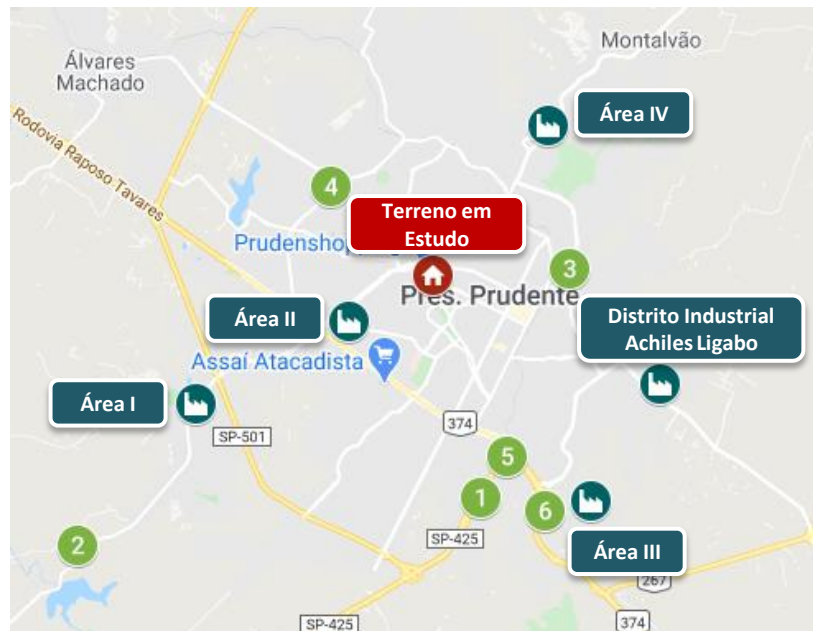 Montalvão
Álvares
Machado
Área IV
Rodovia Raposo Tavares
4
Terreno em
Estudo
Prudensho
3
Pres. Prudente
Área II
Distrito Industrial
Achiles Ligabo
Assaí Atacadista
Área I
374
SP-501
5
1
6
2
SP-425
Área III
267
SP-425
374